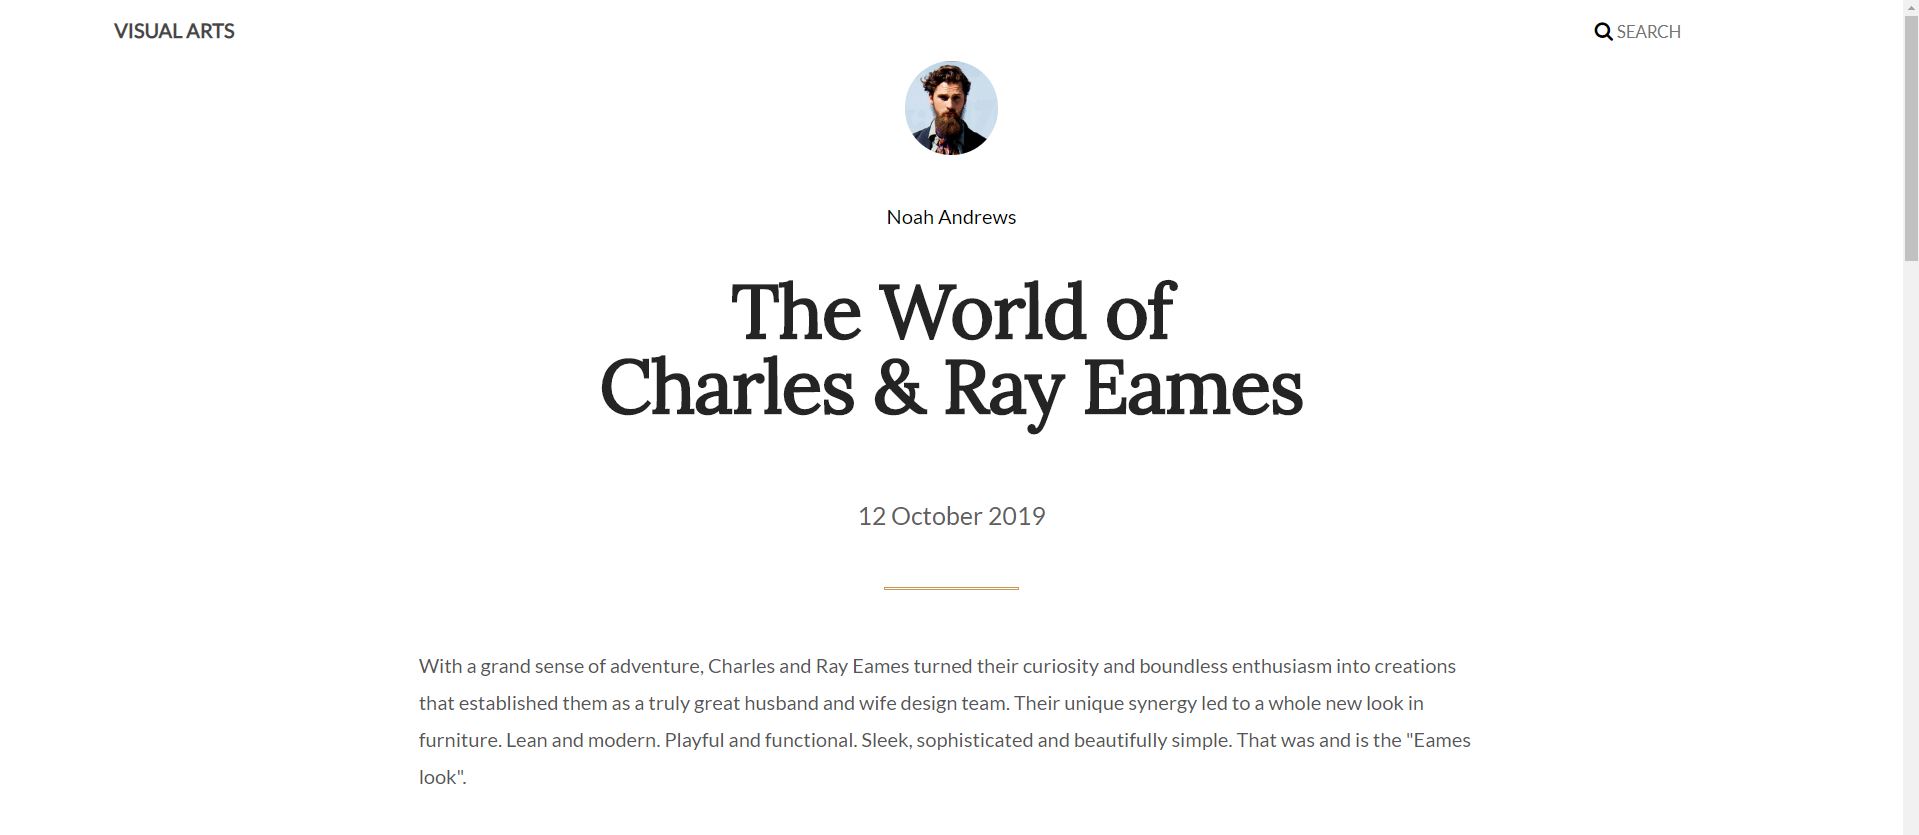 VISUAL ARTS
SEARCH
Noah Andrews
The World of
Charles & Ray Eames
12 October 2019
With a grand sense of adventure, Charles and Ray Eames turned their curiosity and boundless enthusiasm into creations
that established them as a truly great husband and wife design team. Their unique synergy led to a whole new look in
furniture. Lean and modern. Playful and functional. Sleek, sophisticated and beautifully simple. That was and is the "Eames
look".